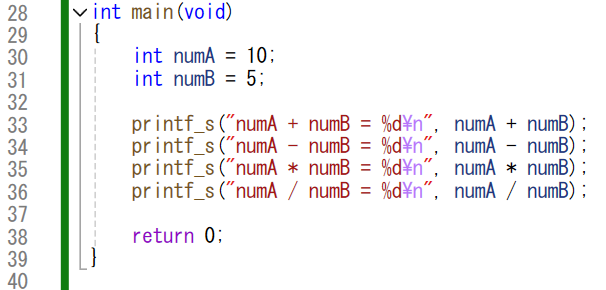 28 int main(void)
29 {
30     int numA = 10;
31     int numB = 5;
32
33     printf_s("numA + numB = %d¥n", numA + numB);
34     printf_s("numA - numB = %d¥n", numA - numB);
35     printf_s("numA * numB = %d¥n", numA * numB);
36     printf_s("numA / numB = %d¥n", numA / numB);
37
38     return 0;
39 }
40